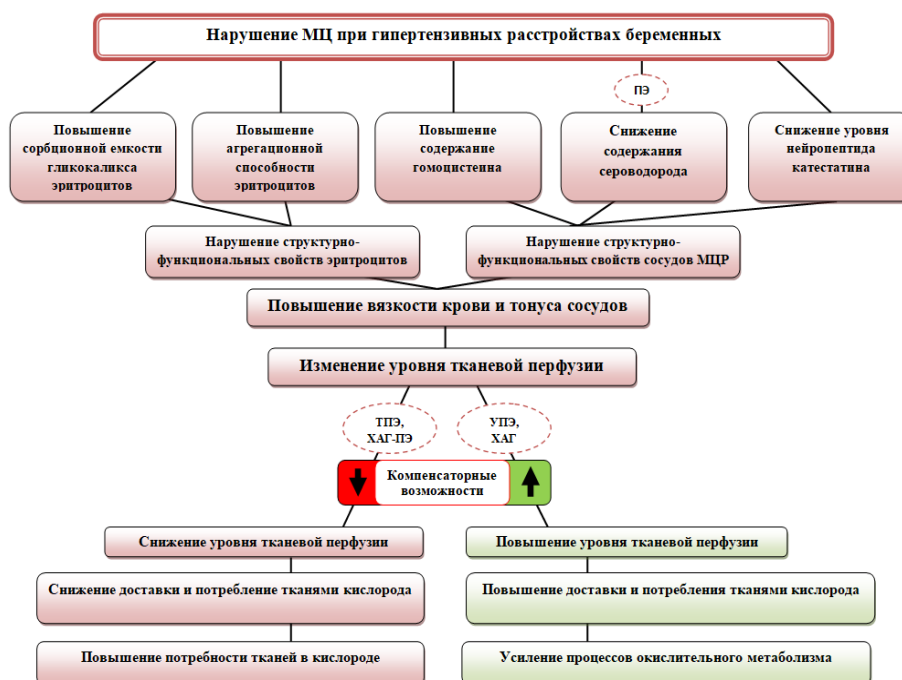 Нарушение МЦ при гипертензивных расстройствах беременных
ПЭ
Повышение
сорбционной емкости
гликокаликса
эритроцитов
Повышение
агрегационной
способности
эритроцитов
Повышение
содержание
гомоцистеина
Снижение
содержания
сероводорода
Снижение уровня
нейропептида
катестатина
Нарушение структурно-
функциональных свойств эритроцитов
Нарушение структурно-
функциональных свойств сосудов МЦР
Повышение вязкости крови и тонуса сосудов
Изменение уровня тканевой перфузии
ТПЭ,
ХАГ-ПЭ
УПЭ,
ХАГ
Компенсаторные
возможности
Снижение уровня тканевой перфузии
Повышение уровня тканевой перфузии
Снижение доставки и потребление тканями кислорода
Повышение доставки и потребления тканями кислорода
Повышение потребности тканей в кислороде
Усиление процессов окислительного метаболизма